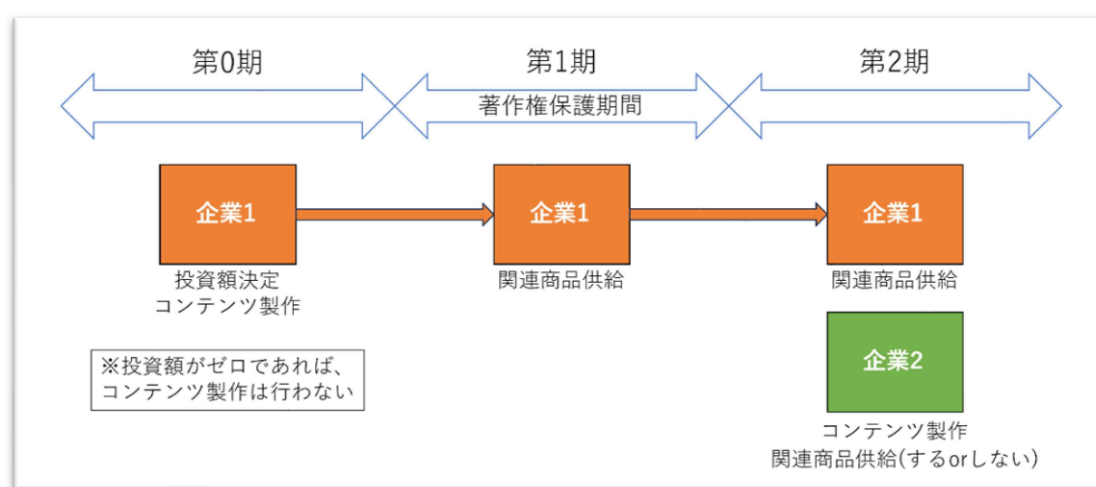 第0期
第1期
第2期
著作権保護期間
企業1
企業1
企業1
投資額決定
コンテンツ製作
関連商品供給
関連商品供給
※投資額がゼロであれば、
コンテンツ製作は行わない
企業2
コンテンツ製作
関連商品供給(するorしない)